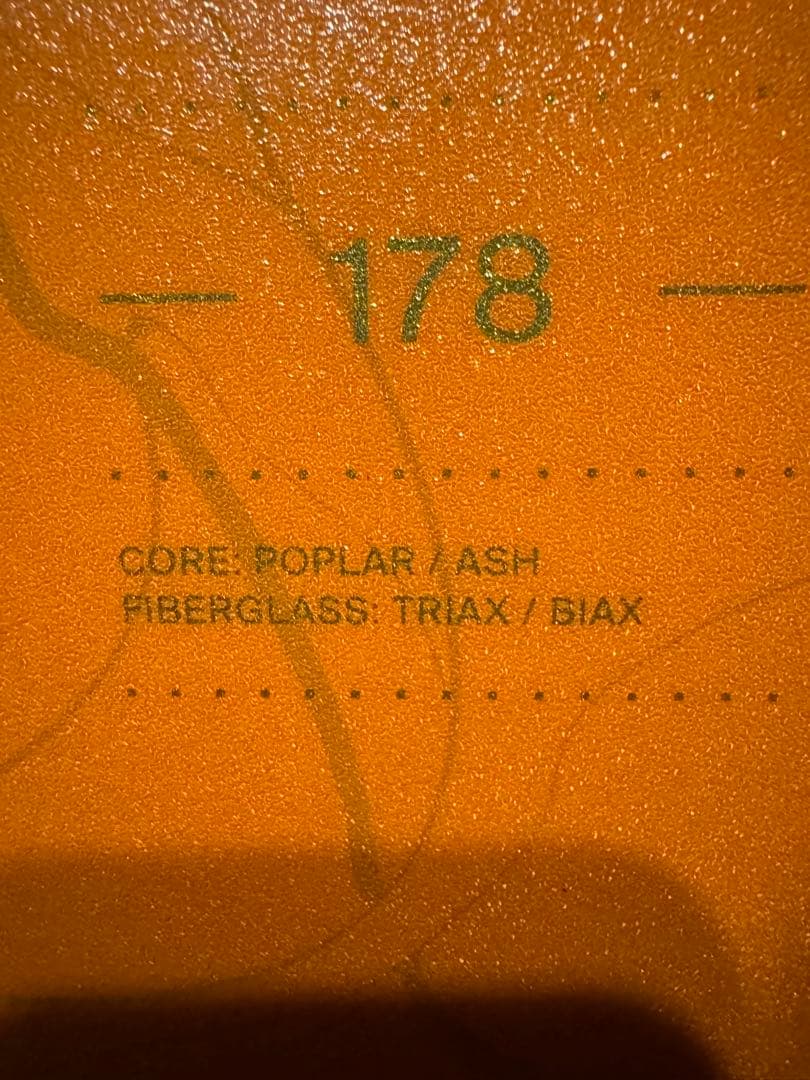 178
CORE: POPLAR / ASH
FIBERGLASS: TRIAX / BIAX